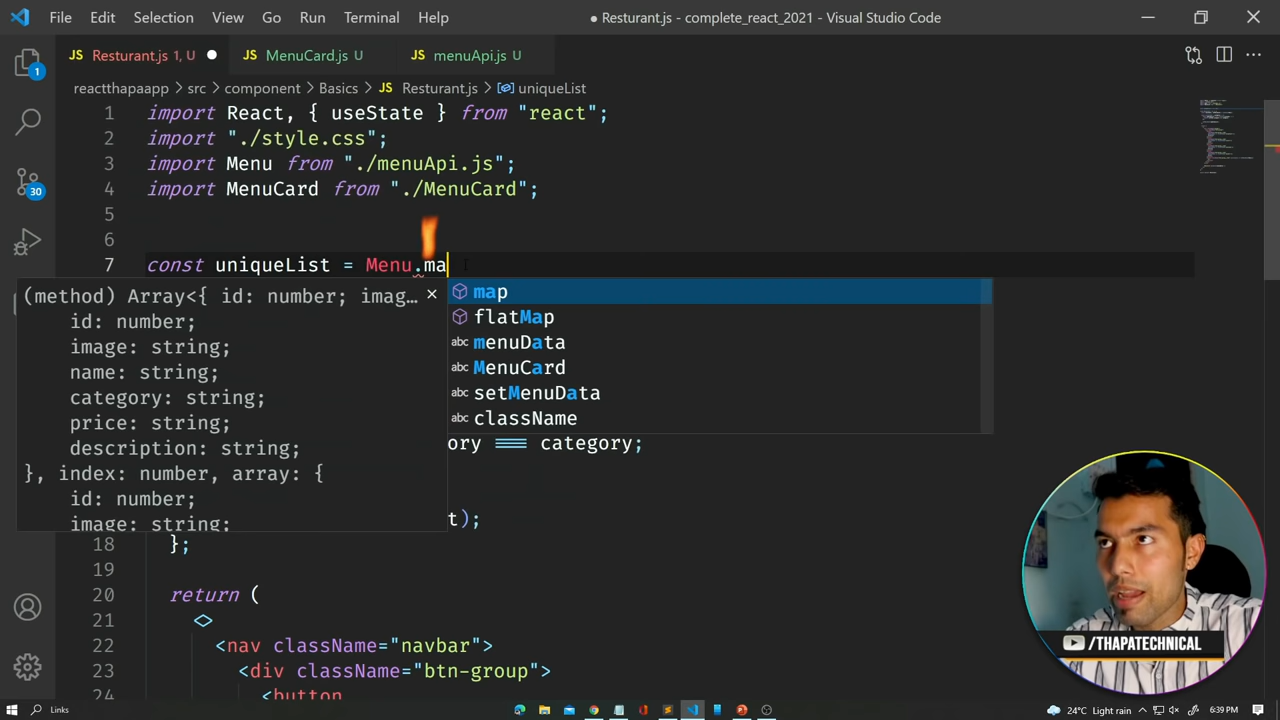 File Edit Selection View Go Run Terminal Help
● Resturant.js - complete_react_2021 - Visual Studio Code
JS Resturant.js 1, U ●
JS MenuCard.js U
JS menuApi.js U
reactthapaapp > src > component > Basics > JS Resturant.js > uniqueList
1 import React, { useState } from "react";
2 import "./style.css";
3 import Menu from "./menuApi.js";
4 import MenuCard from "./MenuCard";
5
6
7 const uniqueList = Menu.ma
(method) Array<{ id: number; imag…
id: number;
image: string;
name: string;
category: string;
price: string;
description: string;
}, index: number, array: {
id: number;
image: string;
map
flatMap
abc menuData
abc MenuCard
abc setMenuData
abc className
ory === category;
t);
18 };
19
20 return (
21 <>
22 <nav className="navbar">
23 <div className="btn-group">
24 <button
1
30
/THAPATECHNICAL
Links
24°C Light rain
6:39 PM